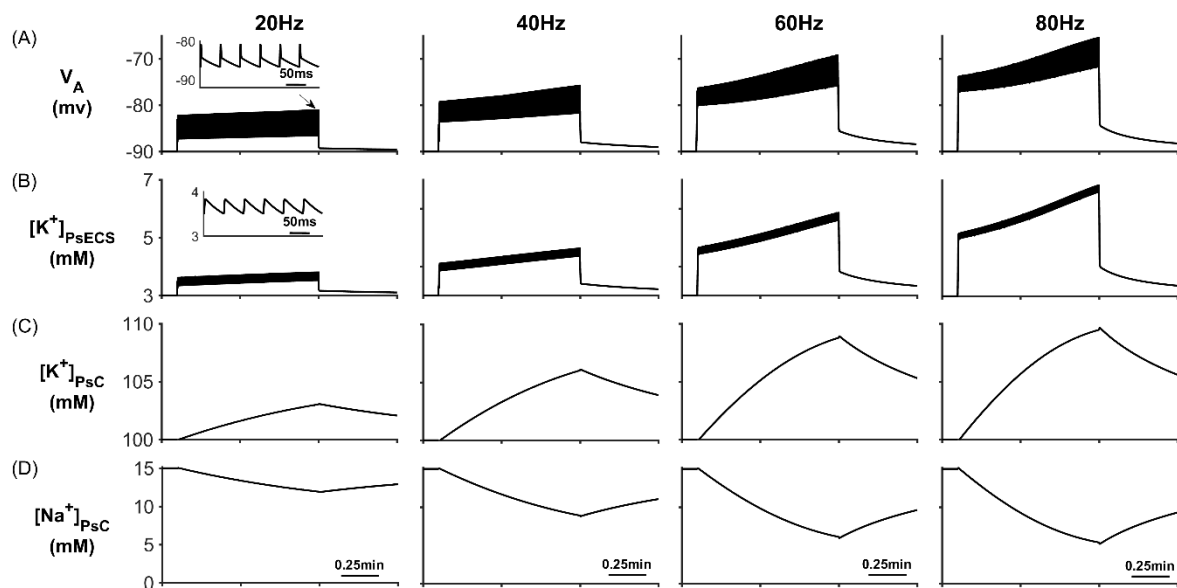 20Hz 40Hz 60Hz 80Hz
(A)
V_A
(mv)
-70
-80
-90
-80
-90
50ms
(B)
[K⁺]_PsECS
(mM)
7
5
3
4
3
50ms
(C)
[K⁺]_PsC
(mM)
110
105
100
(D)
[Na⁺]_PsC
(mM)
15
10
5
0
0.25min 0.25min 0.25min 0.25min